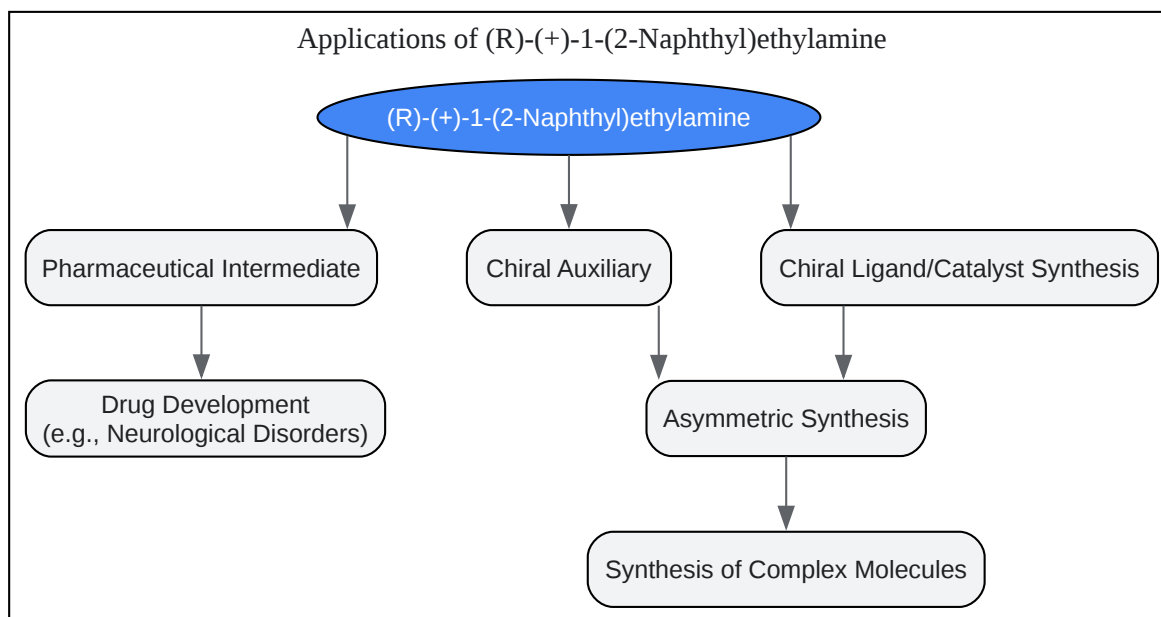 Applications of (R)-(+)-1-(2-Naphthyl)ethylamine
(R)-(+)-1-(2-Naphthyl)ethylamine
Pharmaceutical Intermediate
Chiral Auxiliary
Chiral Ligand/Catalyst Synthesis
Drug Development
(e.g., Neurological Disorders)
Asymmetric Synthesis
Synthesis of Complex Molecules